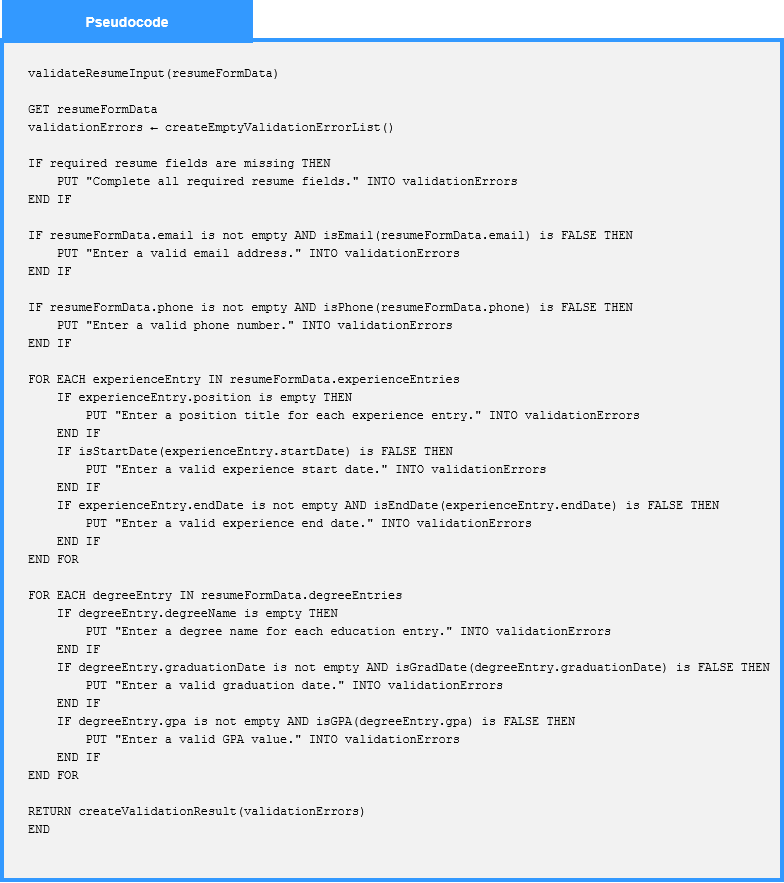 Pseudocode
validateResumeInput(resumeFormData)
GET resumeFormData
validationErrors ← createEmptyValidationErrorList()
IF required resume fields are missing THEN
    PUT "Complete all required resume fields." INTO validationErrors
END IF
IF resumeFormData.email is not empty AND isEmail(resumeFormData.email) is FALSE THEN
    PUT "Enter a valid email address." INTO validationErrors
END IF
IF resumeFormData.phone is not empty AND isPhone(resumeFormData.phone) is FALSE THEN
    PUT "Enter a valid phone number." INTO validationErrors
END IF
FOR EACH experienceEntry IN resumeFormData.experienceEntries
    IF experienceEntry.position is empty THEN
        PUT "Enter a position title for each experience entry." INTO validationErrors
    END IF
    IF isStartDate(experienceEntry.startDate) is FALSE THEN
        PUT "Enter a valid experience start date." INTO validationErrors
    END IF
    IF experienceEntry.endDate is not empty AND isEndDate(experienceEntry.endDate) is FALSE THEN
        PUT "Enter a valid experience end date." INTO validationErrors
    END IF
END FOR
FOR EACH degreeEntry IN resumeFormData.degreeEntries
    IF degreeEntry.degreeName is empty THEN
        PUT "Enter a degree name for each education entry." INTO validationErrors
    END IF
    IF degreeEntry.graduationDate is not empty AND isGradDate(degreeEntry.graduationDate) is FALSE THEN
        PUT "Enter a valid graduation date." INTO validationErrors
    END IF
    IF degreeEntry.gpa is not empty AND isGPA(degreeEntry.gpa) is FALSE THEN
        PUT "Enter a valid GPA value." INTO validationErrors
    END IF
END FOR
RETURN createValidationResult(validationErrors)
END